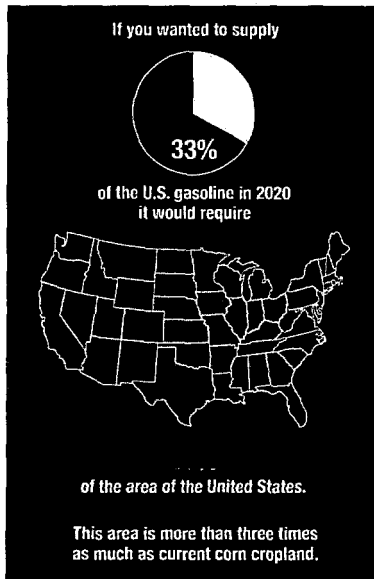 If you wanted to supply
33%
of the U.S. gasoline in 2020
it would require
of the area of the United States.
This area is more than three times
as much as current corn cropland.